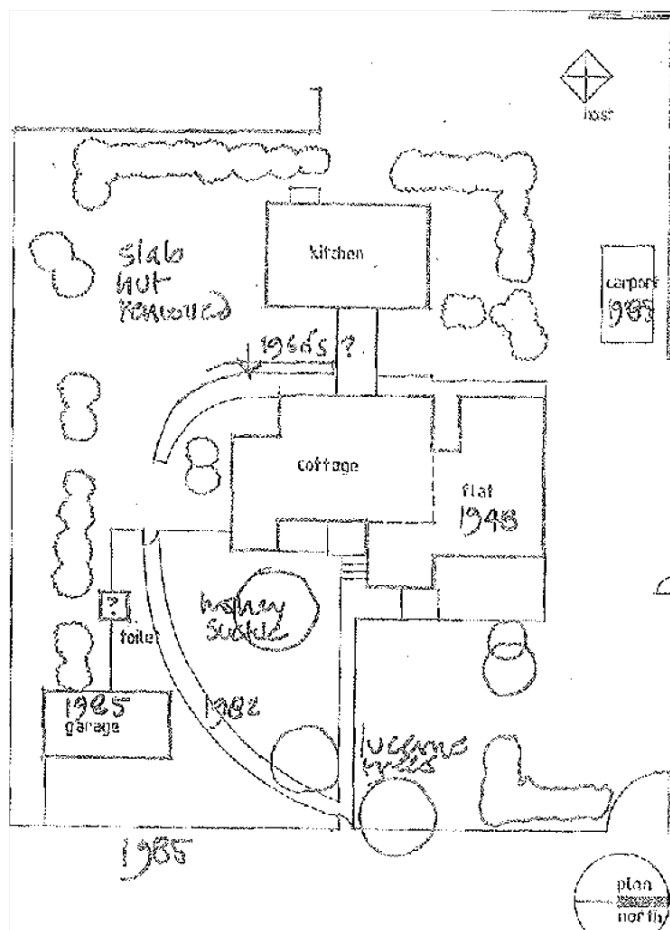 kitchen
slab
hut
removed
carport
1985
1960's ?
cottage
flat
1948
?
toilet
honey
suckle
1985
garage
1982
lucerne
trees
1985
plan
north